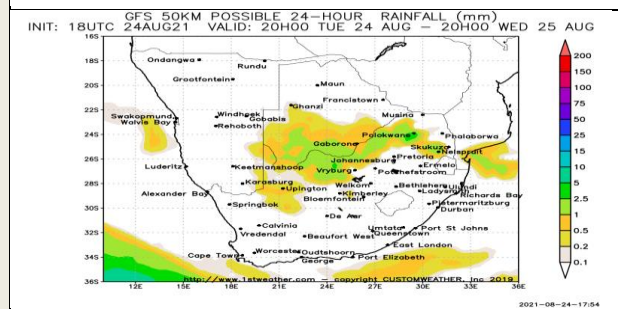 GFS 50KM POSSIBLE 24-HOUR RAINFALL (mm)
INIT: 18UTC 24AUG21 VALID: 20H00 TUE 24 AUG - 20H00 WED 25 AUG
16S
18S
20S
22S
24S
26S
28S
30S
32S
34S
36S
Ondangwa
Rundu
Grootfontein
Maun
Francistown
Ghanzi
Musina
Swakopmund
Walvis Bay
Windhoek
Gobabis
Rehoboth
Polokwane
Phalaborwa
Gaborone
Skukuza
Nelspruit
Johannesburg
Pretoria
Ermelo
Luderitz
Keetmanshoop
Vryburg
Potchefstroom
Karasburg
Upington
Welkom
Bethlehem
Ulundi
Alexander Bay
Kimberley
Ladysmith
Richards Bay
Springbok
Bloemfontein
Pietermaritzburg
Durban
De Aar
Calvinia
Umtata
Port St Johns
Vredendal
Beaufort West
Queenstown
East London
Cape Town
Worcester
Oudtshoorn
George
Port Elizabeth
http://www.1stweather.com - copyright CUSTOMWEATHER, Inc 2019
12E 15E 18E 21E 24E 27E 30E 33E 36E
200
150
100
75
50
25
10
5
2.5
1
0.5
0.2
0.1
2021-08-24-17:54